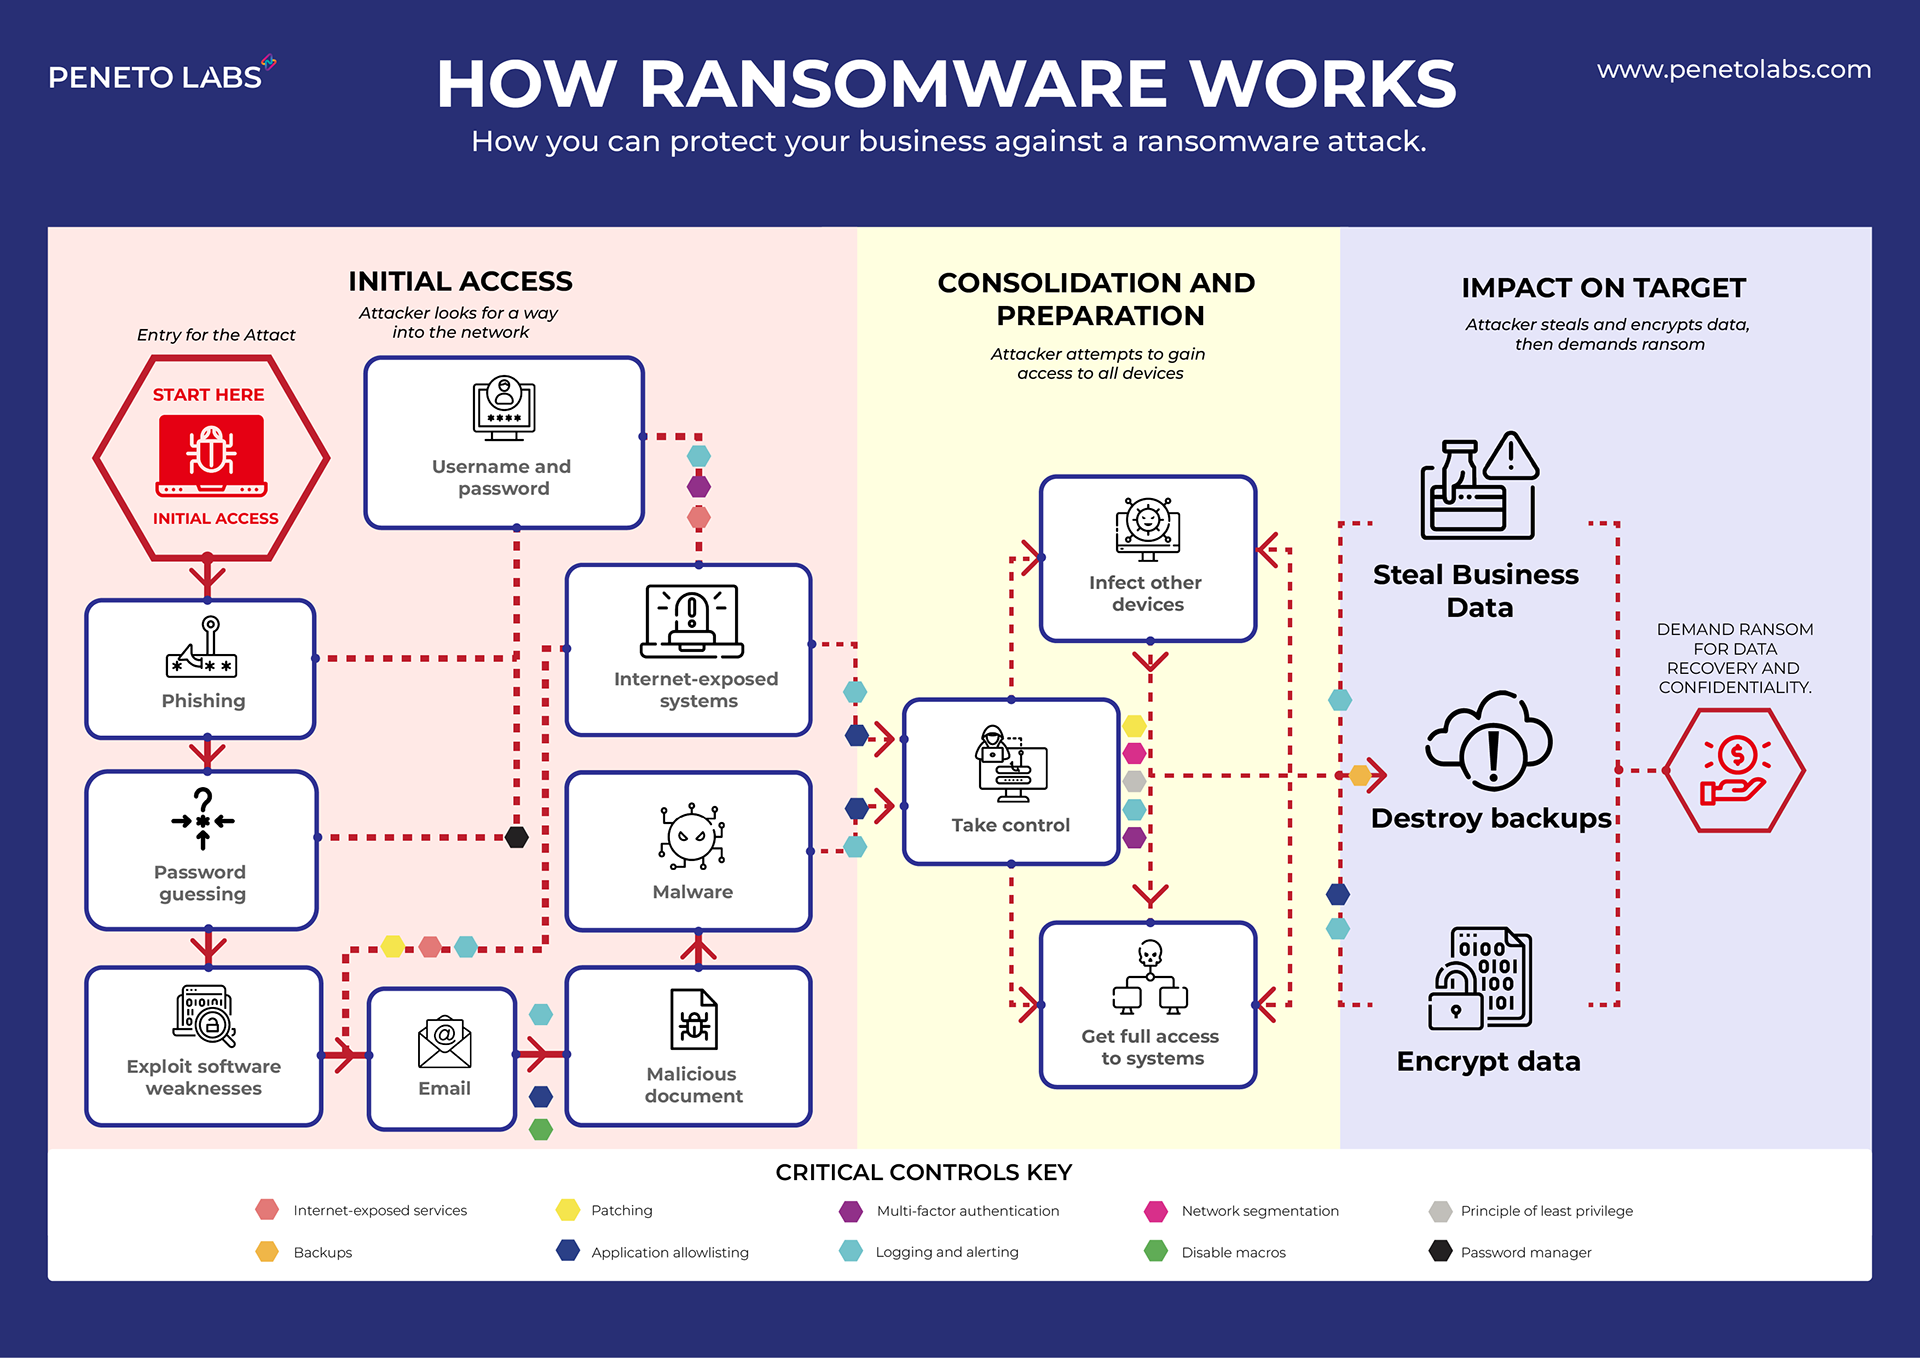 PENETO LABS
HOW RANSOMWARE WORKS
www.penetolabs.com
How you can protect your business against a ransomware attack.
INITIAL ACCESS
Attacker looks for a way
into the network
Entry for the Attact
START HERE
INITIAL ACCESS
****
Username and
password
* * *
Phishing
Internet-exposed
systems
?
*
Password
guessing
Malware
01010
Exploit software
weaknesses
@
Email
Malicious
document
CONSOLIDATION AND
PREPARATION
Attacker attempts to gain
access to all devices
Infect other
devices
Take control
Get full access
to systems
IMPACT ON TARGET
Attacker steals and encrypts data,
then demands ransom
!
Steal Business
Data
!
Destroy backups
0100
0101
100
101
Encrypt data
DEMAND RANSOM
FOR DATA
RECOVERY AND
CONFIDENTIALITY.
$
CRITICAL CONTROLS KEY
Internet-exposed services
Patching
Multi-factor authentication
Network segmentation
Principle of least privilege
Backups
Application allowlisting
Logging and alerting
Disable macros
Password manager